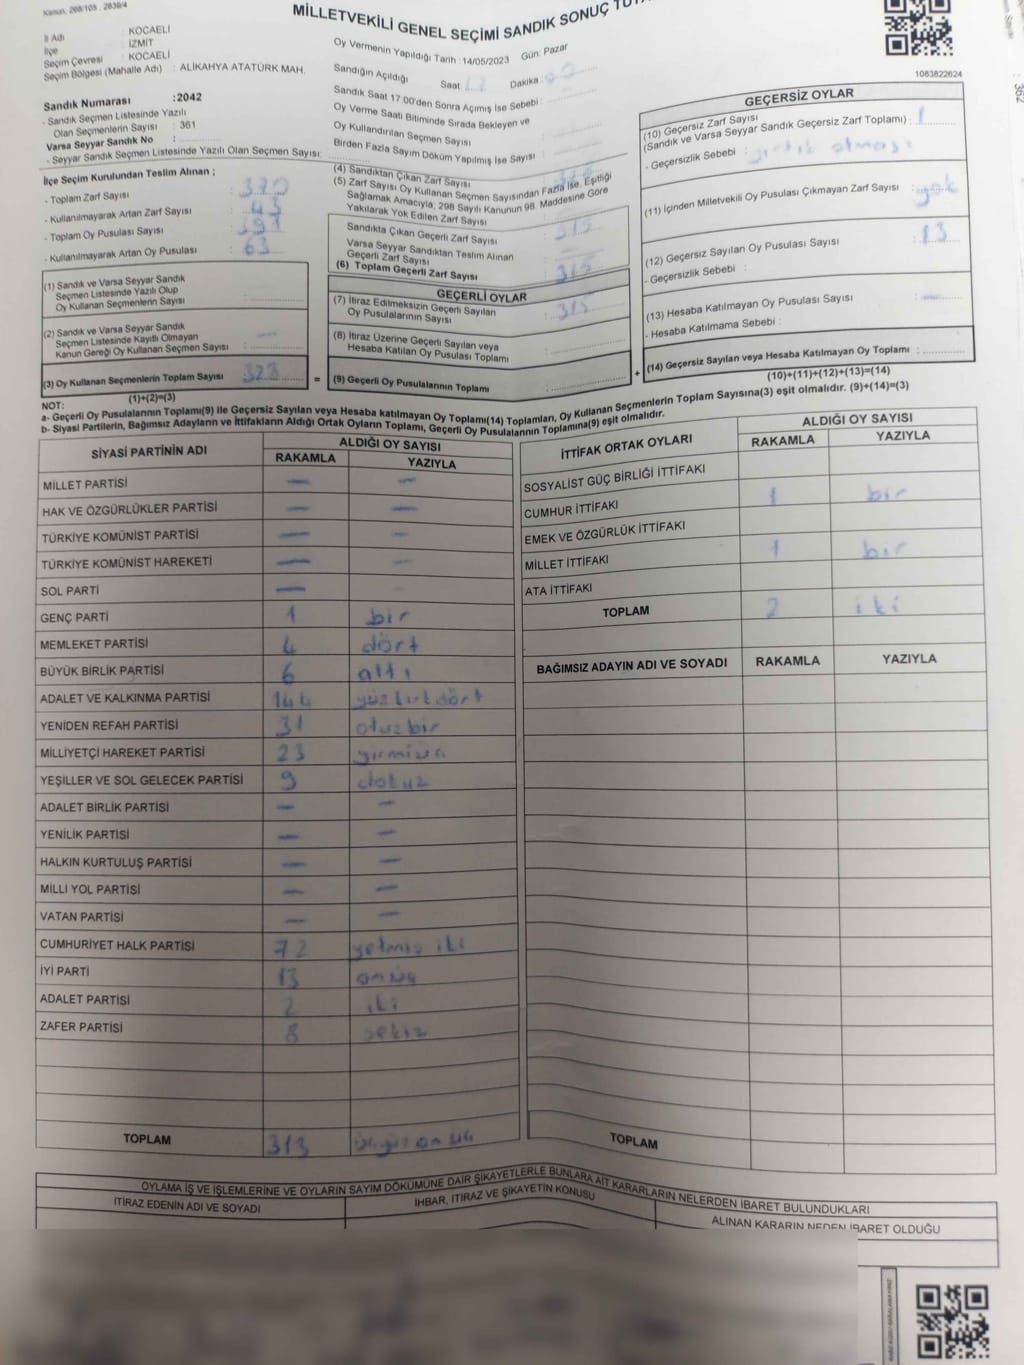 Kanun, 298/105 , 2839/4
MİLLETVEKİLİ GENEL SEÇİMİ SANDIK SONUÇ
İl Adı : KOCAELİ
İlçe : İZMİT
Seçim Çevresi : KOCAELİ
Seçim Bölgesi (Mahalle Adı) : ALİKAHYA ATATÜRK MAH.
Sandık Numarası :2042
- Sandık Seçmen Listesinde Yazılı
Olan Seçmenlerin Sayısı : 361
Varsa Seyyar Sandık No :
- Seyyar Sandık Seçmen Listesinde Yazılı Olan Seçmen Sayısı:
İlçe Seçim Kurulundan Teslim Alınan ;
- Toplam Zarf Sayısı : 370
- Kullanılmayarak Artan Zarf Sayısı : 43
- Toplam Oy Pusulası Sayısı :
- Kullanılmayarak Artan Oy Pusulası : 63
(1) Sandık ve Varsa Seyyar Sandık
Seçmen Listesinde Yazılı Olup
Oy Kullanan Seçmenlerin Sayısı :
(2) Sandık ve Varsa Seyyar Sandık
Seçmen Listesinde Kayıtlı Olmayan
Kanun Gereği Oy Kullanan Seçmen Sayısı : —
(3) Oy Kullanan Seçmenlerin Toplam Sayısı :
(1)+(2)=(3)
Oy Vermenin Yapıldığı Tarih : 14/05/2023 Gün: Pazar
Sandığın Açıldığı Saat : 17 Dakika :
Sandık Saat 17:00'den Sonra Açımış İse Sebebi :
Oy Verme Saati Bitiminde Sırada Bekleyen ve
Oy Kullandırılan Seçmen Sayısı :
Birden Fazla Sayım Döküm Yapılmış İse Sayısı :
(4) Sandıktan Çıkan Zarf Sayısı :
(5) Zarf Sayısı Oy Kullanan Seçmen Sayısından Fazla İse, Eşitliği
Sağlamak Amacıyla, 298 Sayılı Kanunun 98. Maddesine Göre
Yakılarak Yok Edilen Zarf Sayısı
Sandıkta Çıkan Geçerli Zarf Sayısı : 315
Varsa Seyyar Sandıktan Teslim Alınan
Geçerli Zarf Sayısı :
(6) Toplam Geçerli Zarf Sayısı : 315
GEÇERLİ OYLAR
(7) İtiraz Edilmeksizin Geçerli Sayılan
Oy Pusulalarının Sayısı : 315
(8) İtiraz Üzerine Geçerli Sayılan veya
Hesaba Katılan Oy Pusulası Toplamı :
= (9) Geçerli Oy Pusulalarının Toplamı :
1083822624
GEÇERSİZ OYLAR
(10) Geçersiz Zarf Sayısı
(Sandık ve Varsa Seyyar Sandık Geçersiz Zarf Toplamı) : 1
- Geçersizlik Sebebi : yırtık olması
(11) İçinden Milletvekili Oy Pusulası Çıkmayan Zarf Sayısı : yok
(12) Geçersiz Sayılan Oy Pusulası Sayısı : 13
- Geçersizlik Sebebi :
(13) Hesaba Katılmayan Oy Pusulası Sayısı : —
- Hesaba Katılmama Sebebi :
+ (14) Geçersiz Sayılan veya Hesaba Katılmayan Oy Toplamı :
(10)+(11)+(12)+(13)=(14)
NOT:
a- Geçerli Oy Pusulalarının Toplamı(9) ile Geçersiz Sayılan veya Hesaba katılmayan Oy Toplamı(14) Toplamları, Oy Kullanan Seçmenlerin Toplam Sayısına(3) eşit olmalıdır. (9)+(14)=(3)
b- Siyasi Partilerin, Bağımsız Adayların ve İttifakların Aldığı Ortak Oyların Toplamı, Geçerli Oy Pusulalarının Toplamına(9) eşit olmalıdır.
SİYASİ PARTİNİN ADI ALDIĞI OY SAYISI
RAKAMLA YAZIYLA
MİLLET PARTİSİ — —
HAK VE ÖZGÜRLÜKLER PARTİSİ — —
TÜRKİYE KOMÜNİST PARTİSİ — —
TÜRKİYE KOMÜNİST HAREKETİ — —
SOL PARTİ —
GENÇ PARTİ 1 bir
MEMLEKET PARTİSİ 4 dört
BÜYÜK BİRLİK PARTİSİ 6 altı
ADALET VE KALKINMA PARTİSİ 144 yüzkırkdört
YENİDEN REFAH PARTİSİ 31 otuzbir
MİLLİYETÇİ HAREKET PARTİSİ 23 yirmiüç
YEŞİLLER VE SOL GELECEK PARTİSİ 9 dokuz
ADALET BİRLİK PARTİSİ — —
YENİLİK PARTİSİ — —
HALKIN KURTULUŞ PARTİSİ — —
MİLLİ YOL PARTİSİ — —
VATAN PARTİSİ — —
CUMHURİYET HALK PARTİSİ 72 yetmiş iki
İYİ PARTİ 13 onüç
ADALET PARTİSİ 2 iki
ZAFER PARTİSİ 8 sekiz
TOPLAM 313 üçyüz onüç
İTTİFAK ORTAK OYLARI ALDIĞI OY SAYISI
RAKAMLA YAZIYLA
SOSYALİST GÜÇ BİRLİĞİ İTTİFAKI
CUMHUR İTTİFAKI 1 bir
EMEK VE ÖZGÜRLÜK İTTİFAKI
MİLLET İTTİFAKI 1 bir
ATA İTTİFAKI
TOPLAM 2 iki
BAĞIMSIZ ADAYIN ADI VE SOYADI RAKAMLA YAZIYLA
TOPLAM
OYLAMA İŞ VE İŞLEMLERİNE VE OYLARIN SAYIM DÖKÜMÜNE DAİR ŞİKAYETLERLE BUNLARA AİT KARARLARIN NELERDEN İBARET BULUNDUKLARI
İTİRAZ EDENİN ADI VE SOYADI İHBAR, İTİRAZ VE ŞİKAYETİN KONUSU ALINAN KARARIN NEDEN İBARET OLDUĞU